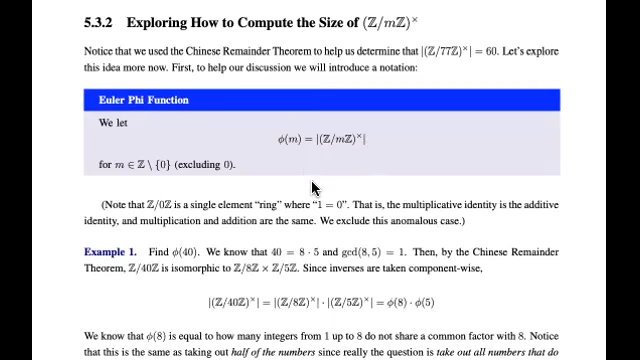 5.3.2 Exploring How to Compute the Size of (ℤ/mℤ)×
Notice that we used the Chinese Remainder Theorem to help us determine that |(ℤ/77ℤ)×| = 60. Let's explore
this idea more now. First, to help our discussion we will introduce a notation:
Euler Phi Function
We let
ϕ(m) = |(ℤ/mℤ)×|
for m ∈ ℤ \ {0} (excluding 0).
(Note that ℤ/0ℤ is a single element "ring" where "1 = 0". That is, the multiplicative identity is the additive
identity, and multiplication and addition are the same. We exclude this anomalous case.)
Example 1. Find ϕ(40). We know that 40 = 8 · 5 and gcd(8, 5) = 1. Then, by the Chinese Remainder
Theorem, ℤ/40ℤ is isomorphic to ℤ/8ℤ × ℤ/5ℤ. Since inverses are taken component-wise,
|(ℤ/40ℤ)×| = |(ℤ/8ℤ)×| · |(ℤ/5ℤ)×| = ϕ(8) · ϕ(5)
We know that ϕ(8) is equal to how many integers from 1 up to 8 do not share a common factor with 8. Notice
that this is the same as taking out half of the numbers since really the question is take out all numbers that do